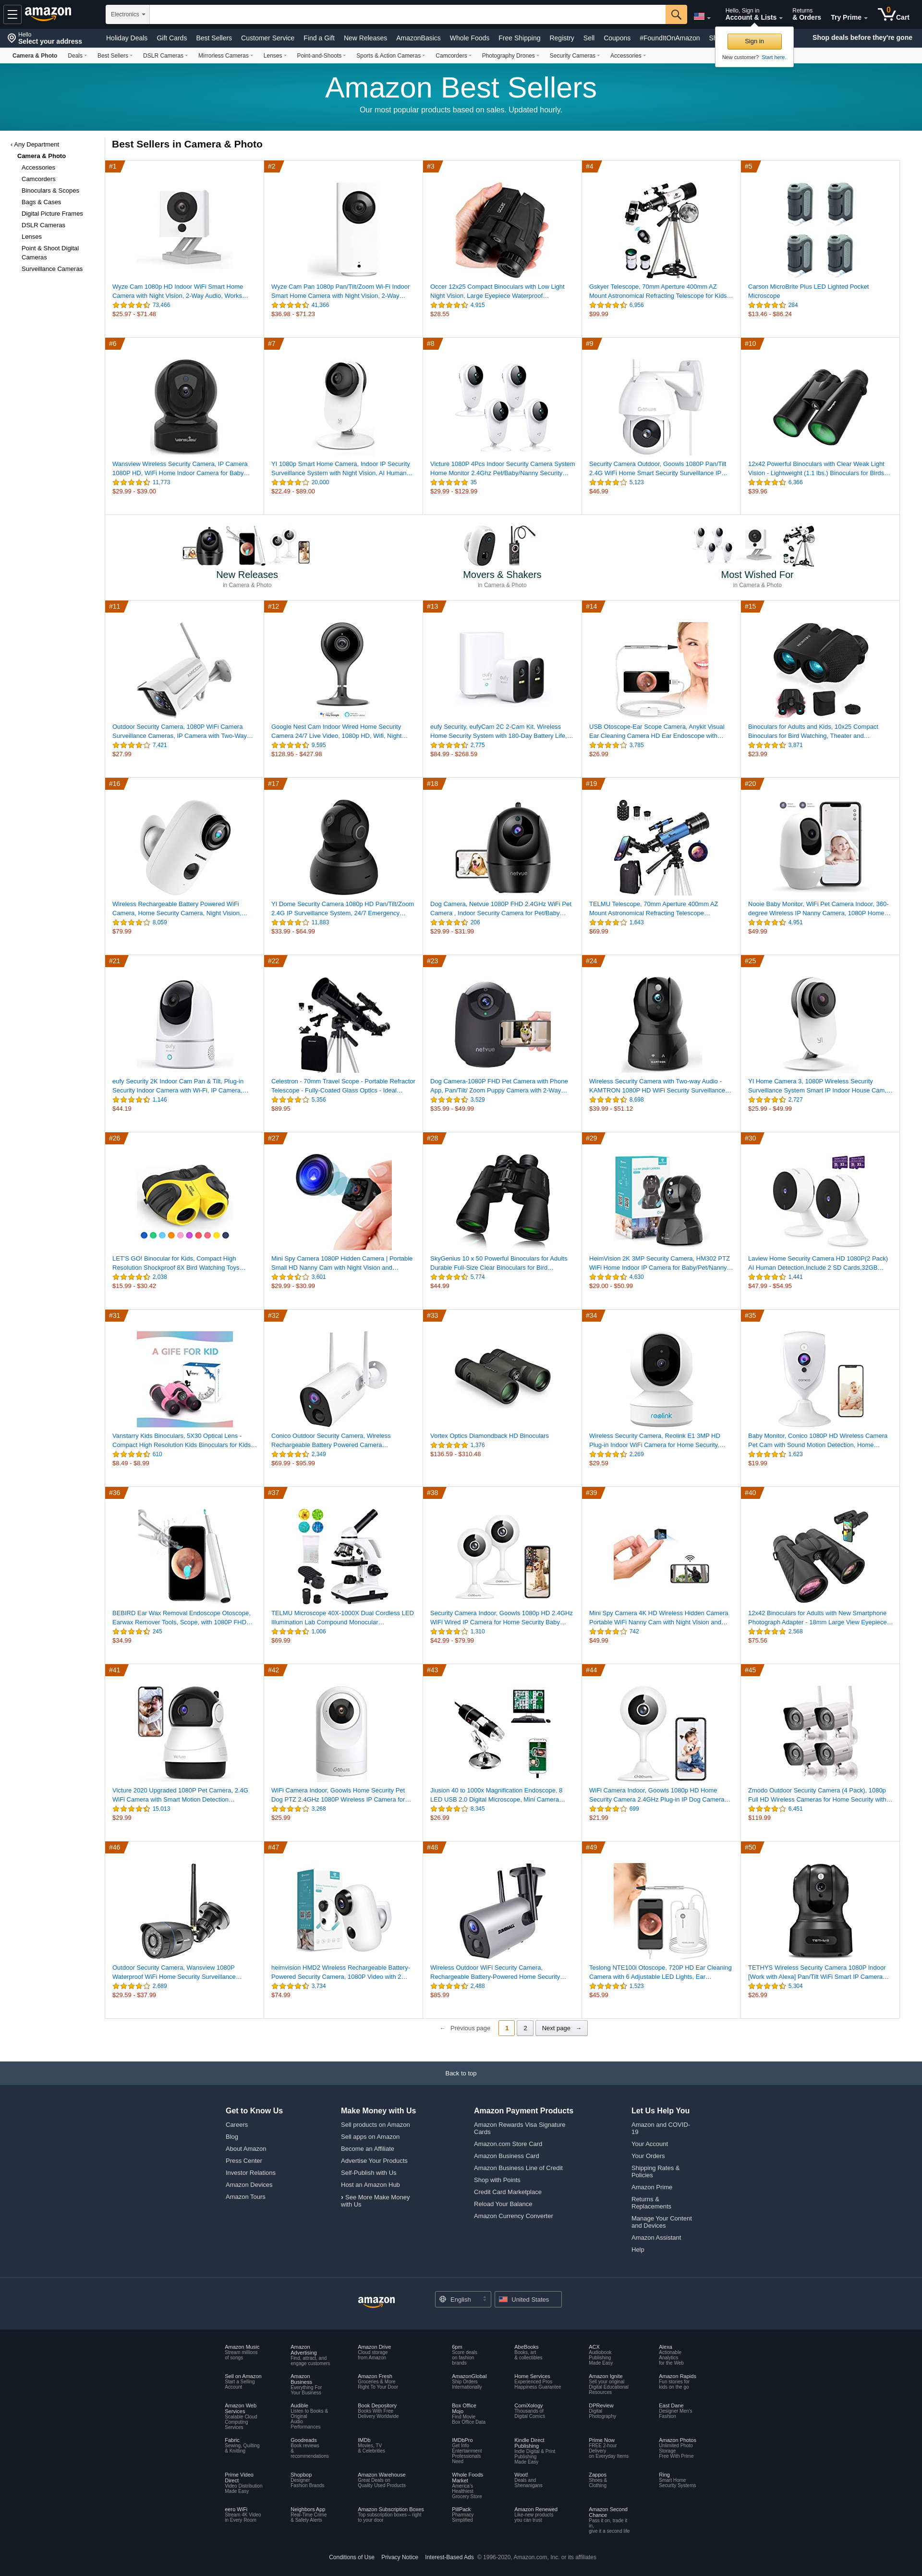 amazon
Electronics
Hello, Sign in
Account & Lists
Returns
& Orders
Try Prime
0
Cart
Hello
Select your address
Holiday Deals Gift Cards Best Sellers Customer Service Find a Gift New Releases AmazonBasics Whole Foods Free Shipping Registry Sell Coupons #FoundItOnAmazon
Shop deals before they're gone
Sign in
New customer? Start here.
Camera & Photo Deals Best Sellers DSLR Cameras Mirrorless Cameras Lenses Point-and-Shoots Sports & Action Cameras Camcorders Photography Drones Security Cameras Accessories
Amazon Best Sellers
Our most popular products based on sales. Updated hourly.
‹ Any Department
Camera & Photo
Accessories
Camcorders
Binoculars & Scopes
Bags & Cases
Digital Picture Frames
DSLR Cameras
Lenses
Point & Shoot Digital
Cameras
Surveillance Cameras
Best Sellers in Camera & Photo
#1
Wyze Cam 1080p HD Indoor WiFi Smart Home
Camera with Night Vision, 2-Way Audio, Works…
73,466
$25.97 - $71.48
#2
Wyze Cam Pan 1080p Pan/Tilt/Zoom Wi-Fi Indoor
Smart Home Camera with Night Vision, 2-Way…
41,366
$36.98 - $71.23
#3
Occer 12x25 Compact Binoculars with Low Light
Night Vision, Large Eyepiece Waterproof…
4,915
$28.55
#4
Gskyer Telescope, 70mm Aperture 400mm AZ
Mount Astronomical Refracting Telescope for Kids…
6,956
$99.99
#5
Carson MicroBrite Plus LED Lighted Pocket
Microscope
284
$13.46 - $86.24
#6
Wansview Wireless Security Camera, IP Camera
1080P HD, WiFi Home Indoor Camera for Baby…
11,773
$29.99 - $39.00
#7
YI 1080p Smart Home Camera, Indoor IP Security
Surveillance System with Night Vision, AI Human…
20,000
$22.49 - $89.00
#8
Victure 1080P 4Pcs Indoor Security Camera System
Home Monitor 2.4Ghz Pet/Baby/Nanny Security…
35
$29.99 - $129.99
#9
Security Camera Outdoor, Goowls 1080P Pan/Tilt
2.4G WiFi Home Smart Security Surveillance IP…
5,123
$46.99
#10
12x42 Powerful Binoculars with Clear Weak Light
Vision - Lightweight (1.1 lbs.) Binoculars for Birds…
6,366
$39.96
New Releases
in Camera & Photo
Movers & Shakers
in Camera & Photo
Most Wished For
in Camera & Photo
#11
Outdoor Security Camera, 1080P WiFi Camera
Surveillance Cameras, IP Camera with Two-Way…
7,421
$27.99
#12
Google Nest Cam Indoor Wired Home Security
Camera 24/7 Live Video, 1080p HD, Wifi, Night…
9,595
$128.95 - $427.98
#13
eufy Security, eufyCam 2C 2-Cam Kit, Wireless
Home Security System with 180-Day Battery Life,…
2,775
$84.99 - $268.59
#14
USB Otoscope-Ear Scope Camera, Anykit Visual
Ear Cleaning Camera HD Ear Endoscope with…
3,785
$26.99
#15
Binoculars for Adults and Kids, 10x25 Compact
Binoculars for Bird Watching, Theater and…
3,871
$23.99
#16
Wireless Rechargeable Battery Powered WiFi
Camera, Home Security Camera, Night Vision,…
8,059
$79.99
#17
YI Dome Security Camera 1080p HD Pan/Tilt/Zoom
2.4G IP Surveillance System, 24/7 Emergency…
11,883
$33.99 - $64.99
#18
netvue
Dog Camera, Netvue 1080P FHD 2.4GHz WiFi Pet
Camera , Indoor Security Camera for Pet/Baby…
206
$29.99 - $31.99
#19
TELMU Telescope, 70mm Aperture 400mm AZ
Mount Astronomical Refracting Telescope…
1,643
$69.99
#20
Nooie Baby Monitor, WiFi Pet Camera Indoor, 360-
degree Wireless IP Nanny Camera, 1080P Home…
4,951
$49.99
#21
eufy
eufy Security 2K Indoor Cam Pan & Tilt, Plug-in
Security Indoor Camera with Wi-Fi, IP Camera,…
1,146
$44.19
#22
Celestron - 70mm Travel Scope - Portable Refractor
Telescope - Fully-Coated Glass Optics - Ideal…
5,356
$89.95
#23
netvue
Dog Camera-1080P FHD Pet Camera with Phone
App, Pan/Tilt/ Zoom Puppy Camera with 2-Way…
3,529
$35.99 - $49.99
#24
Wireless Security Camera with Two-way Audio -
KAMTRON 1080P HD WiFi Security Surveillance…
8,698
$39.99 - $51.12
#25
YI Home Camera 3, 1080P Wireless Security
Surveillance System Smart IP Indoor House Cam,…
2,727
$25.99 - $49.99
#26
LET'S GO! Binocular for Kids, Compact High
Resolution Shockproof 8X Bird Watching Toys…
2,038
$15.99 - $30.42
#27
Mini Spy Camera 1080P Hidden Camera | Portable
Small HD Nanny Cam with Night Vision and…
3,601
$29.99 - $30.99
#28
SkyGenius 10 x 50 Powerful Binoculars for Adults
Durable Full-Size Clear Binoculars for Bird…
5,774
$44.99
#29
HeimVision 2K 3MP Security Camera, HM302 PTZ
WiFi Home Indoor IP Camera for Baby/Pet/Nanny…
4,630
$29.00 - $50.99
#30
Laview Home Security Camera HD 1080P(2 Pack)
AI Human Detection,Include 2 SD Cards,32GB…
1,441
$47.99 - $54.95
#31
A GIFE FOR KID
Vanstarry Kids Binoculars, 5X30 Optical Lens -
Compact High Resolution Kids Binoculars for Kids…
610
$8.49 - $8.99
#32
Conico Outdoor Security Camera, Wireless
Rechargeable Battery Powered Camera…
2,349
$69.99 - $95.99
#33
Vortex Optics Diamondback HD Binoculars
1,376
$136.59 - $310.48
#34
reolink
Wireless Security Camera, Reolink E1 3MP HD
Plug-in Indoor WiFi Camera for Home Security,…
2,269
$29.59
#35
Baby Monitor, Conico 1080P HD Wireless Camera
Pet Cam with Sound Motion Detection, Home…
1,623
$19.99
#36
BEBIRD Ear Wax Removal Endoscope Otoscope,
Earwax Remover Tools, Scope, with 1080P FHD…
245
$34.99
#37
TELMU Microscope 40X-1000X Dual Cordless LED
Illumination Lab Compound Monocular…
1,006
$69.99
#38
Security Camera Indoor, Goowls 1080p HD 2.4GHz
WiFi Wired IP Camera for Home Security Baby…
1,310
$42.99 - $79.99
#39
Mini Spy Camera 4K HD Wireless Hidden Camera
Portable WiFi Nanny Cam with Night Vision and…
742
$49.99
#40
12x42 Binoculars for Adults with New Smartphone
Photograph Adapter - 18mm Large View Eyepiece…
2,568
$75.56
#41
Victure 2020 Upgraded 1080P Pet Camera, 2.4G
WiFi Camera with Smart Motion Detection…
15,013
$29.99
#42
WiFi Camera Indoor, Goowls Home Security Pet
Dog PTZ 2.4GHz 1080P Wireless IP Camera for…
3,268
$25.99
#43
Jiusion 40 to 1000x Magnification Endoscope, 8
LED USB 2.0 Digital Microscope, Mini Camera…
8,345
$26.99
#44
WiFi Camera Indoor, Goowls 1080p HD Home
Security Camera 2.4GHz Plug-in IP Dog Camera…
699
$21.99
#45
Zmodo Outdoor Security Camera (4 Pack), 1080p
Full HD Wireless Cameras for Home Security with…
6,451
$119.99
#46
Outdoor Security Camera, Wansview 1080P
Waterproof WiFi Home Security Surveillance…
2,689
$29.59 - $37.99
#47
heimvision HMD2 Wireless Rechargeable Battery-
Powered Security Camera, 1080P Video with 2…
3,734
$74.99
#48
Wireless Outdoor WiFi Security Camera,
Rechargeable Battery-Powered Home Security…
2,488
$85.99
#49
Teslong NTE100i Otoscope, 720P HD Ear Cleaning
Camera with 6 Adjustable LED Lights, Ear…
1,523
$45.99
#50
TETHYS Wireless Security Camera 1080P Indoor
[Work with Alexa] Pan/Tilt WiFi Smart IP Camera…
5,304
$26.99
← Previous page 1 2 Next page →
Back to top
Get to Know Us
Careers
Blog
About Amazon
Press Center
Investor Relations
Amazon Devices
Amazon Tours
Make Money with Us
Sell products on Amazon
Sell apps on Amazon
Become an Affiliate
Advertise Your Products
Self-Publish with Us
Host an Amazon Hub
› See More Make Money
with Us
Amazon Payment Products
Amazon Rewards Visa Signature
Cards
Amazon.com Store Card
Amazon Business Card
Amazon Business Line of Credit
Shop with Points
Credit Card Marketplace
Reload Your Balance
Amazon Currency Converter
Let Us Help You
Amazon and COVID-
19
Your Account
Your Orders
Shipping Rates &
Policies
Amazon Prime
Returns &
Replacements
Manage Your Content
and Devices
Amazon Assistant
Help
amazon
English
United States
Amazon Music
Stream millions
of songs
Amazon
Advertising
Find, attract, and
engage customers
Amazon Drive
Cloud storage
from Amazon
6pm
Score deals
on fashion
brands
AbeBooks
Books, art
& collectibles
ACX
Audiobook
Publishing
Made Easy
Alexa
Actionable
Analytics
for the Web
Sell on Amazon
Start a Selling
Account
Amazon
Business
Everything For
Your Business
Amazon Fresh
Groceries & More
Right To Your Door
AmazonGlobal
Ship Orders
Internationally
Home Services
Experienced Pros
Happiness Guarantee
Amazon Ignite
Sell your original
Digital Educational
Resources
Amazon Rapids
Fun stories for
kids on the go
Amazon Web
Services
Scalable Cloud
Computing
Services
Audible
Listen to Books &
Original
Audio
Performances
Book Depository
Books With Free
Delivery Worldwide
Box Office
Mojo
Find Movie
Box Office Data
ComiXology
Thousands of
Digital Comics
DPReview
Digital
Photography
East Dane
Designer Men's
Fashion
Fabric
Sewing, Quilting
& Knitting
Goodreads
Book reviews
&
recommendations
IMDb
Movies, TV
& Celebrities
IMDbPro
Get Info
Entertainment
Professionals
Need
Kindle Direct
Publishing
Indie Digital & Print
Publishing
Made Easy
Prime Now
FREE 2-hour
Delivery
on Everyday Items
Amazon Photos
Unlimited Photo
Storage
Free With Prime
Prime Video
Direct
Video Distribution
Made Easy
Shopbop
Designer
Fashion Brands
Amazon Warehouse
Great Deals on
Quality Used Products
Whole Foods
Market
America's
Healthiest
Grocery Store
Woot!
Deals and
Shenanigans
Zappos
Shoes &
Clothing
Ring
Smart Home
Security Systems
eero WiFi
Stream 4K Video
in Every Room
Neighbors App
Real-Time Crime
& Safety Alerts
Amazon Subscription Boxes
Top subscription boxes – right
to your door
PillPack
Pharmacy
Simplified
Amazon Renewed
Like-new products
you can trust
Amazon Second
Chance
Pass it on, trade it
in,
give it a second life
Conditions of Use Privacy Notice Interest-Based Ads © 1996-2020, Amazon.com, Inc. or its affiliates